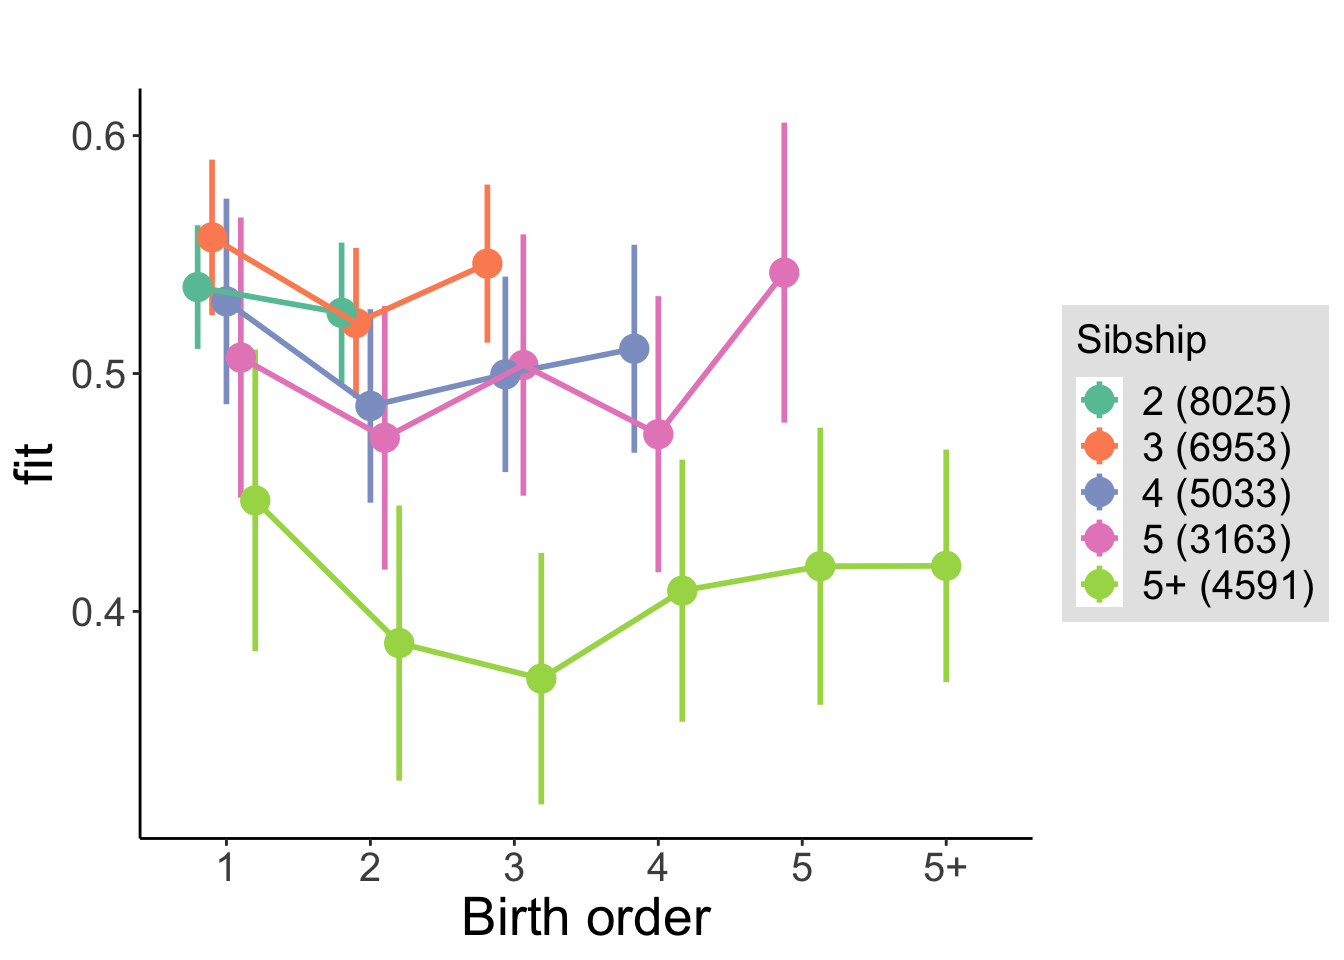 0.6
0.5
0.4
fit
1 2 3 4 5 5+
Birth order
Sibship
2 (8025)
3 (6953)
4 (5033)
5 (3163)
5+ (4591)